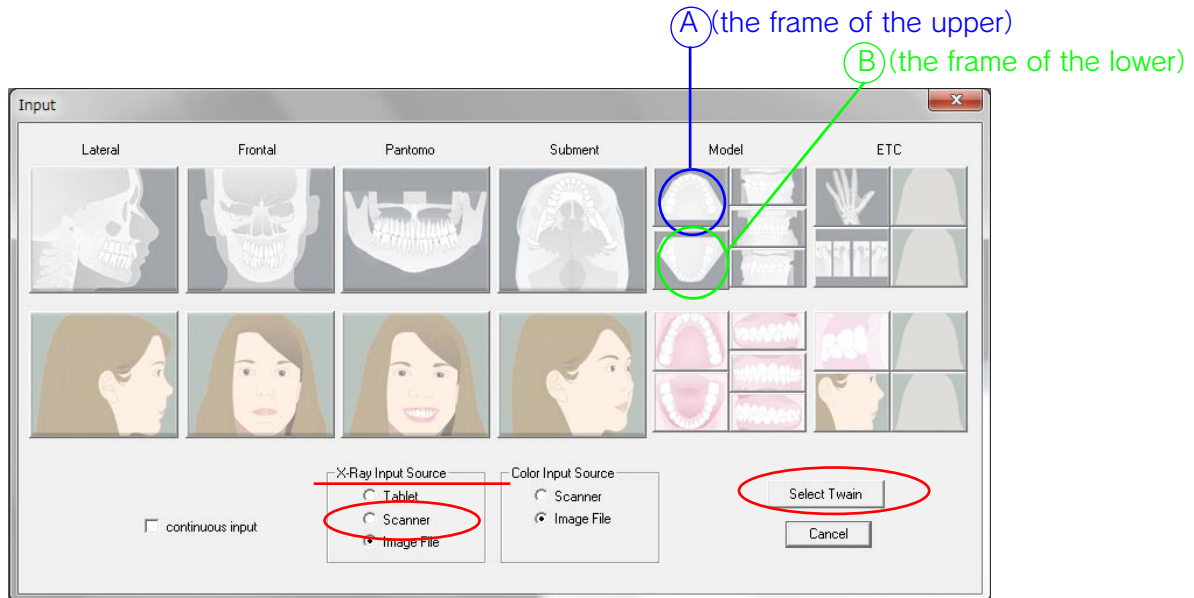 A (the frame of the upper)
B (the frame of the lower)
Input
Lateral Frontal Pantomo Subment Model ETC
X-Ray Input Source
Tablet
Scanner
Image File
Color Input Source
Scanner
Image File
continuous input
Select Twain
Cancel